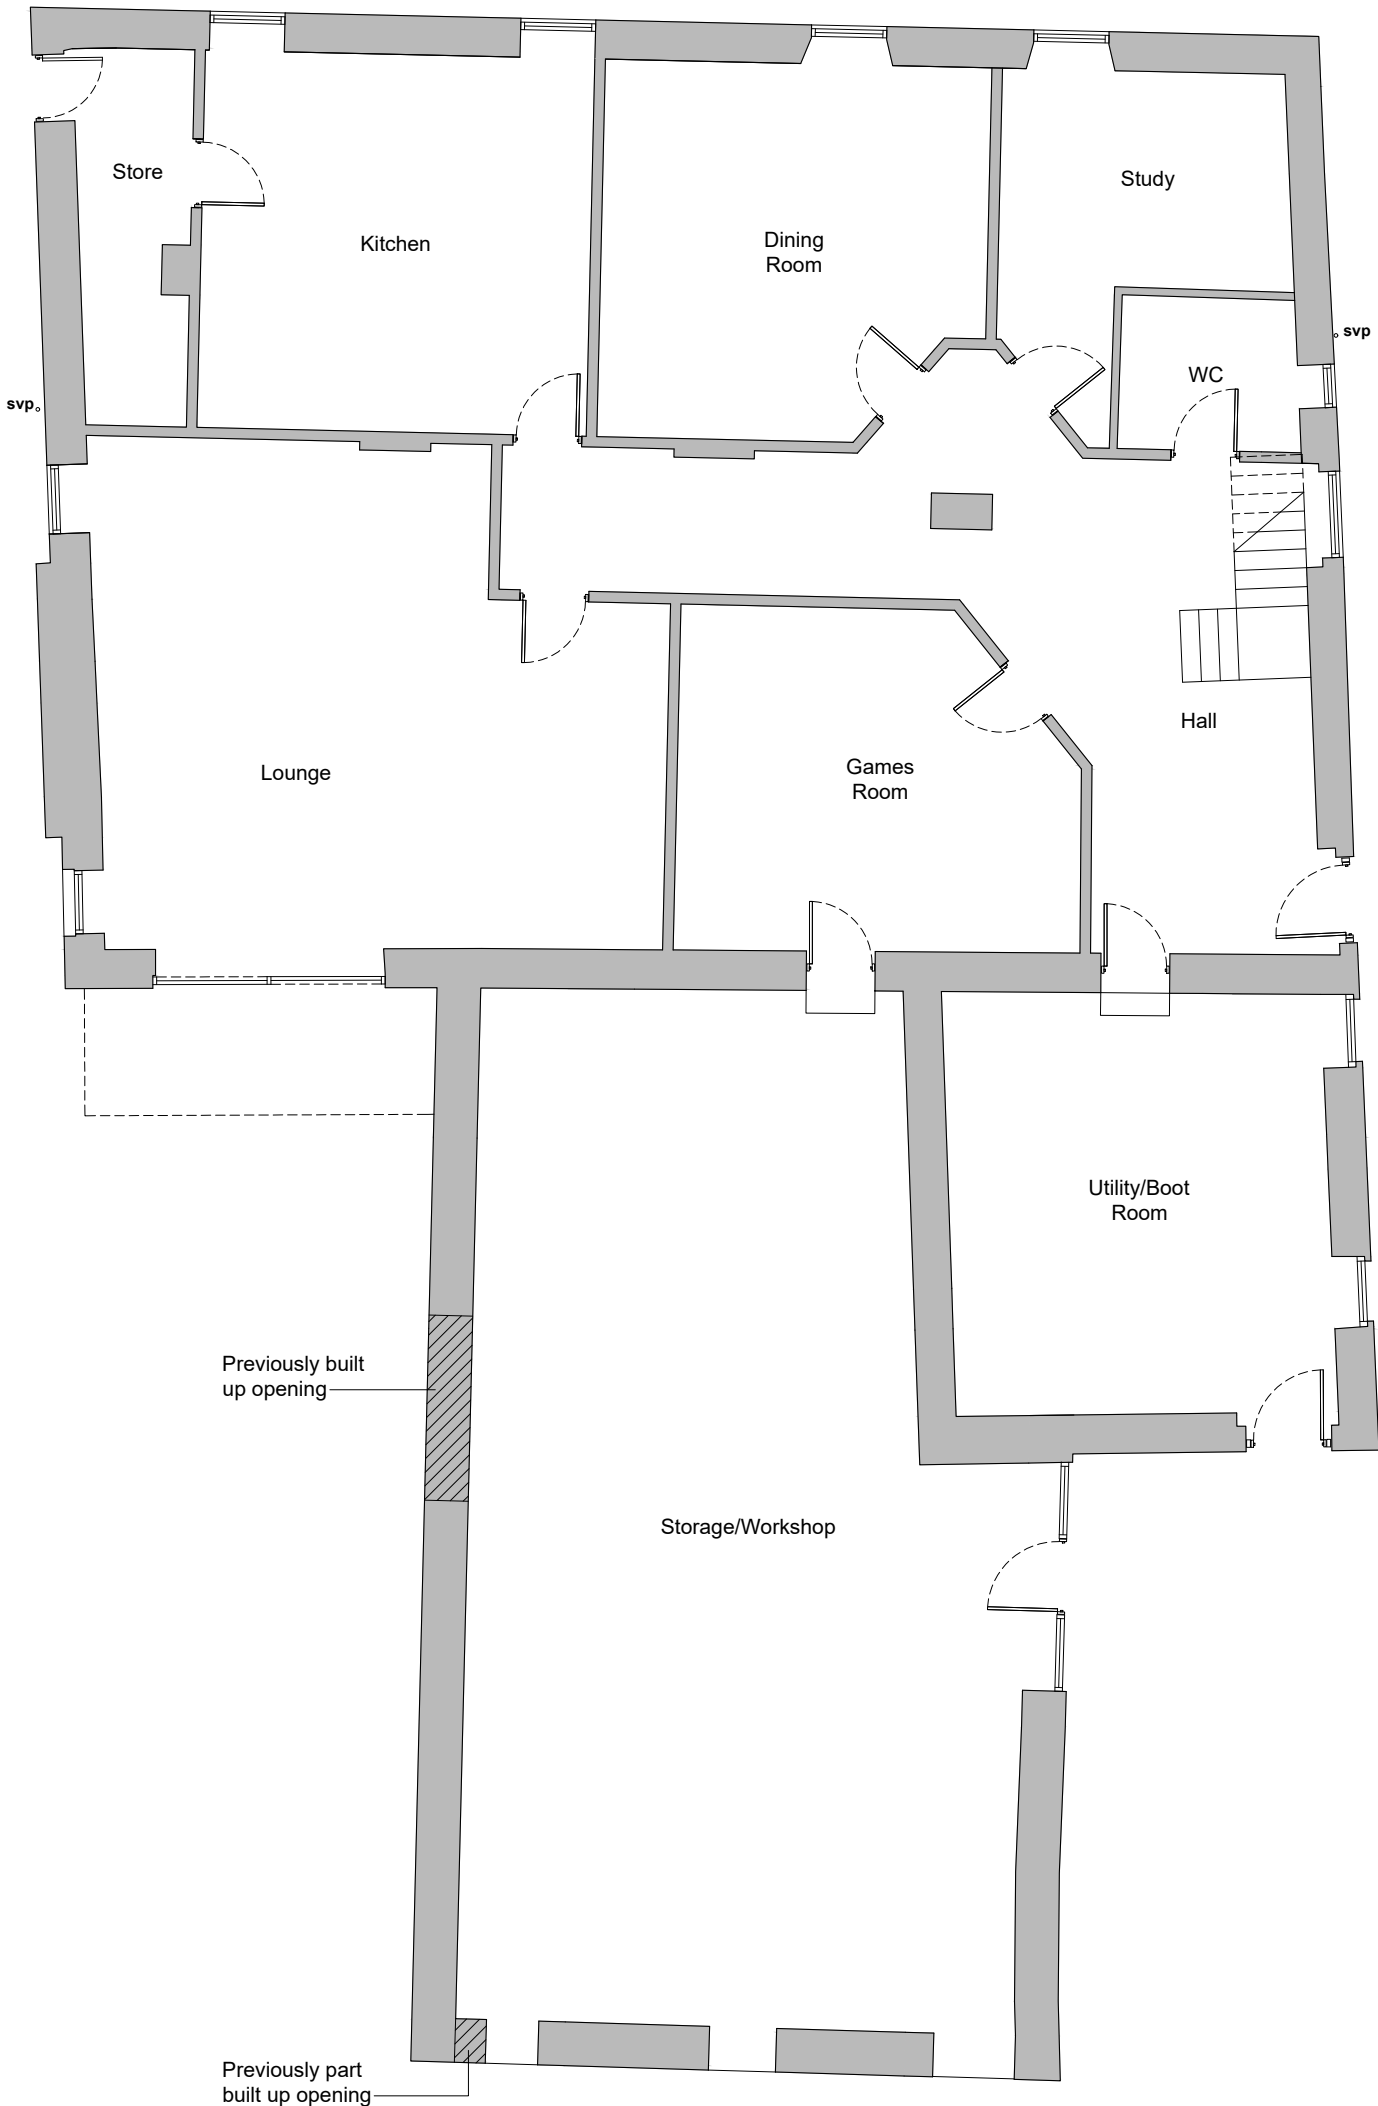 Store
Study
Kitchen
Dining
Room
svp
WC
svp
Hall
Lounge
Games
Room
Utility/Boot
Room
Previously built
up opening
Storage/Workshop
Previously part
built up opening